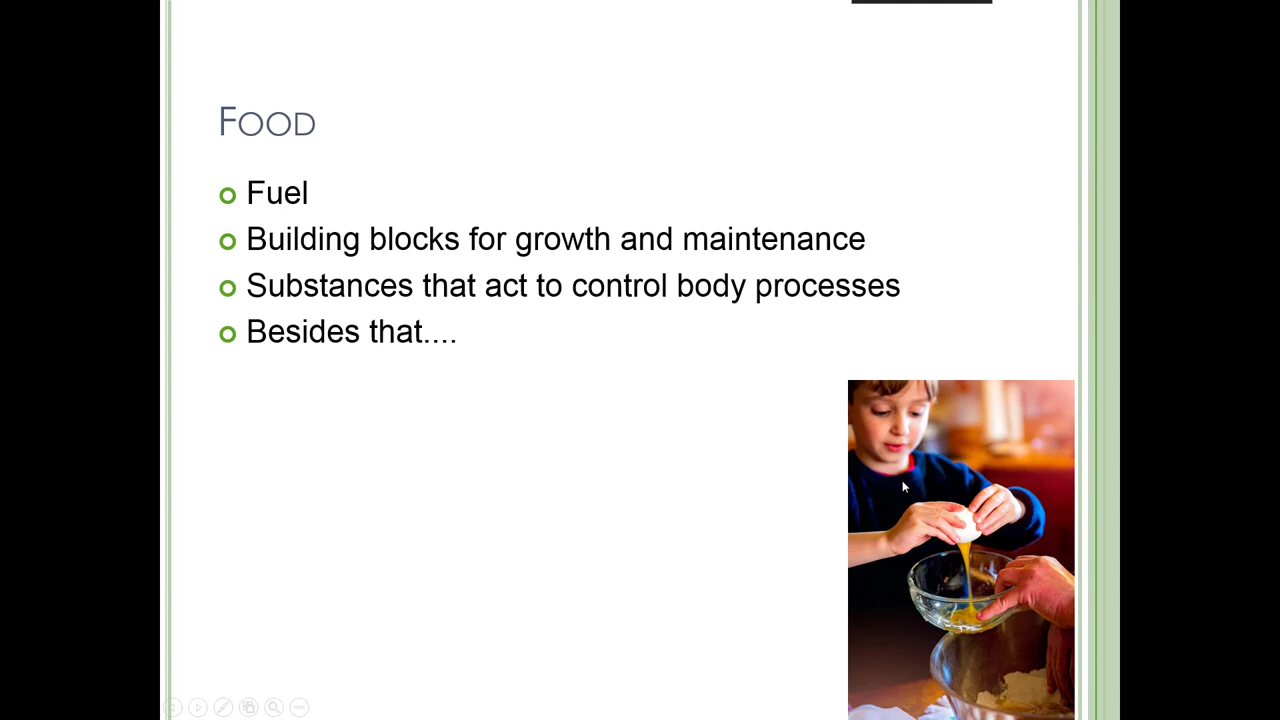 Food
Fuel
Building blocks for growth and maintenance
Substances that act to control body processes
Besides that....